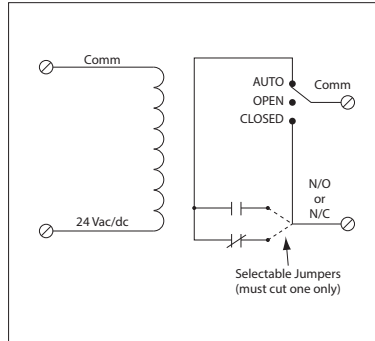 Comm
24 Vac/dc
AUTO
OPEN
CLOSED
Comm
N/O
or
N/C
Selectable Jumpers
(must cut one only)